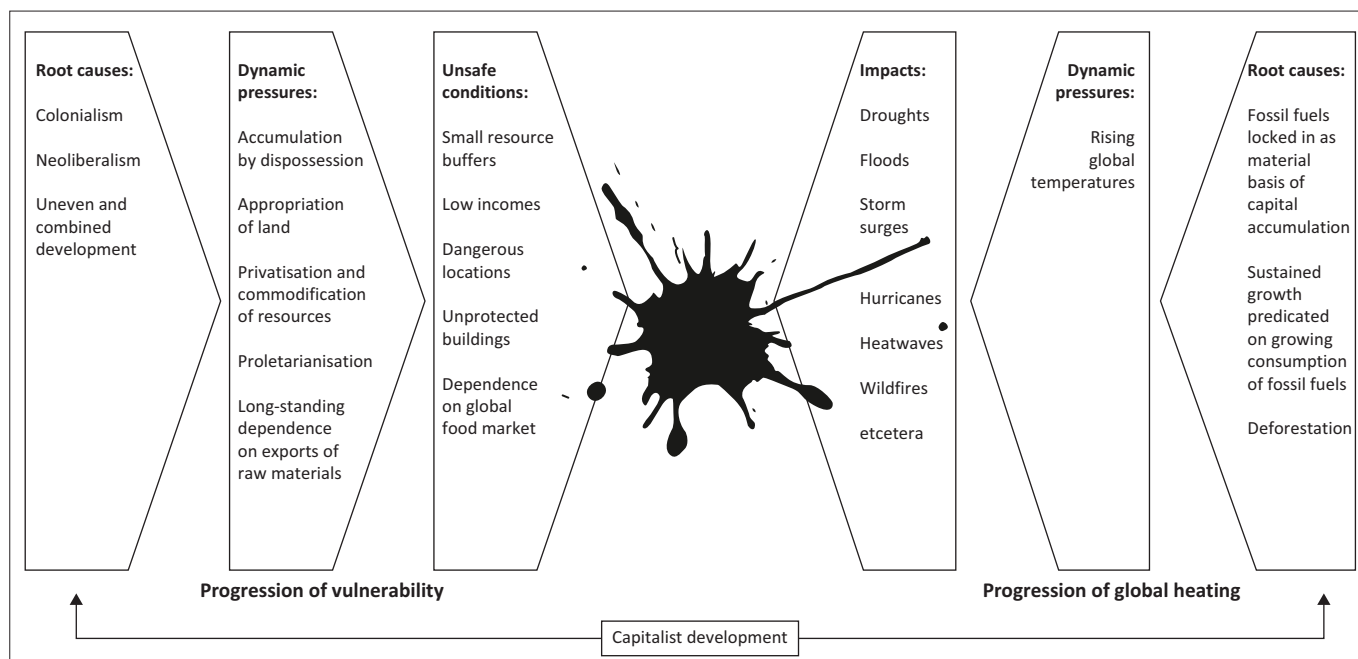 Root causes:
Colonialism
Neoliberalism
Uneven and
combined
development
Dynamic
pressures:
Accumulation
by dispossession
Appropriation
of land
Privatisation and
commodification
of resources
Proletarianisation
Long-standing
dependence
on exports of
raw materials
Unsafe
conditions:
Small resource
buffers
Low incomes
Dangerous
locations
Unprotected
buildings
Dependence
on global
food market
Impacts:
Droughts
Floods
Storm
surges
Hurricanes
Heatwaves
Wildfires
etcetera
Dynamic
pressures:
Rising
global
temperatures
Root causes:
Fossil fuels
locked in as
material
basis of
capital
accumulation
Sustained
growth
predicated
on growing
consumption
of fossil fuels
Deforestation
Progression of vulnerability
Progression of global heating
Capitalist development